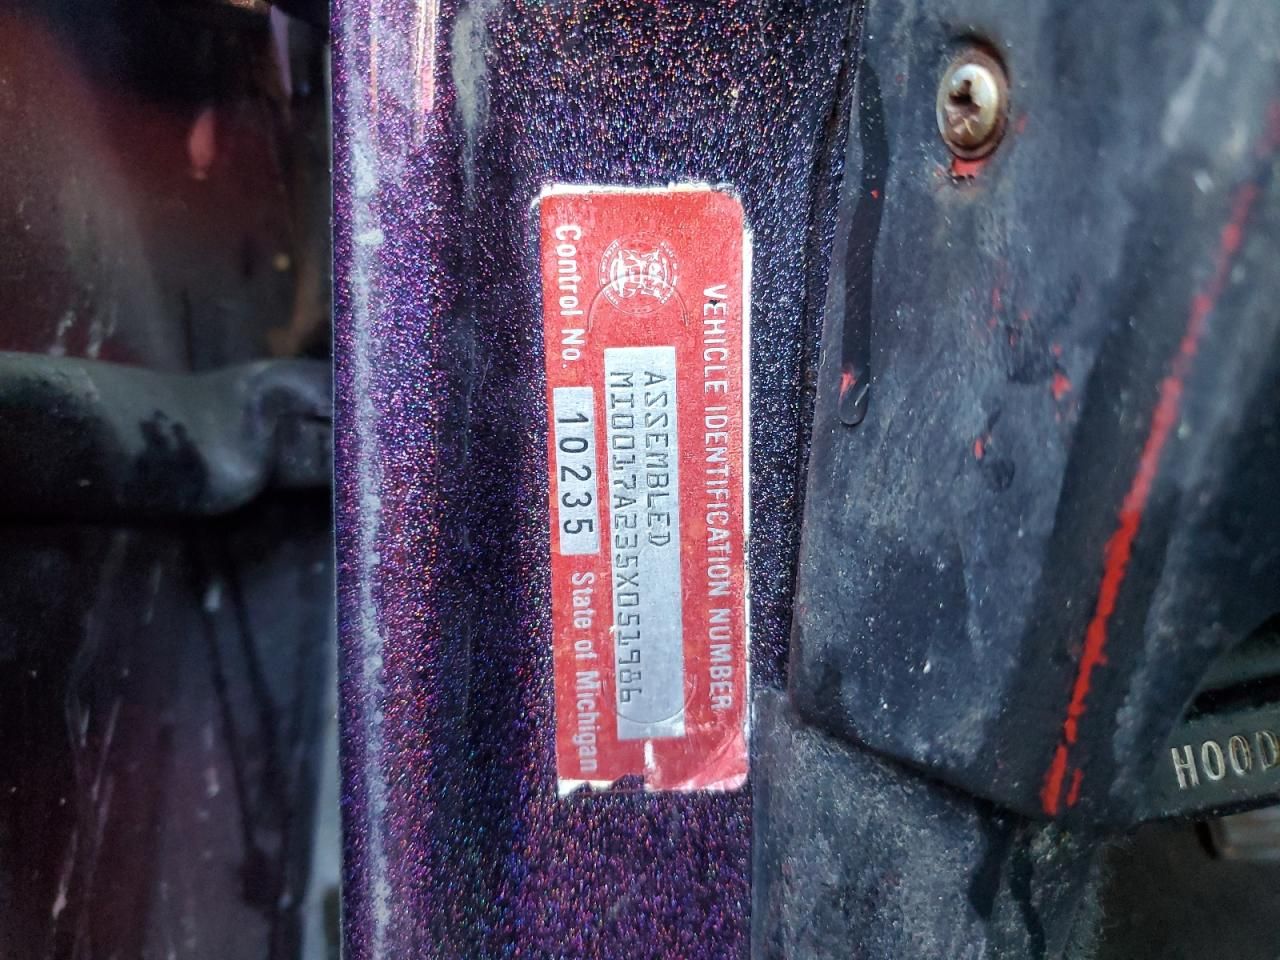 VEHICLE IDENTIFICATION NUMBER
ASSEMBLED
MI0017A235X051986
Control No. 10235 State of Michigan
HOOD